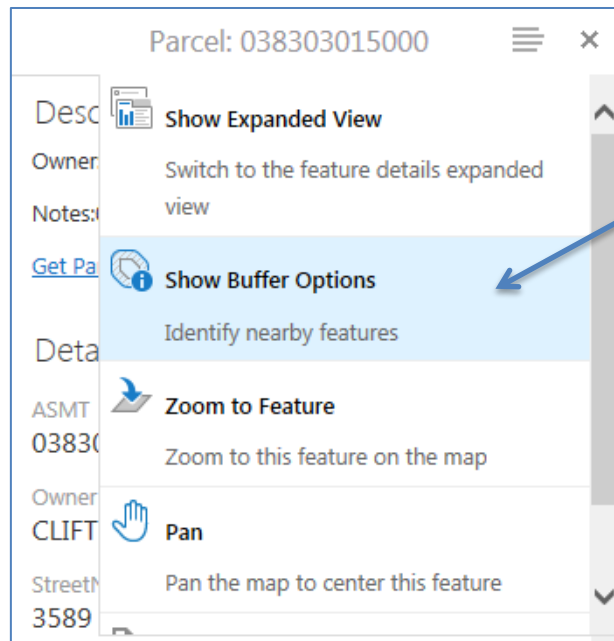 Parcel: 038303015000
Desc
Show Expanded View
Owner:
Switch to the feature details expanded
view
Notes:
Get Pa
Show Buffer Options
Identify nearby features
Deta
Zoom to Feature
ASMT
0383
Zoom to this feature on the map
Owner
CLIFT
Pan
StreetN
Pan the map to center this feature
3589